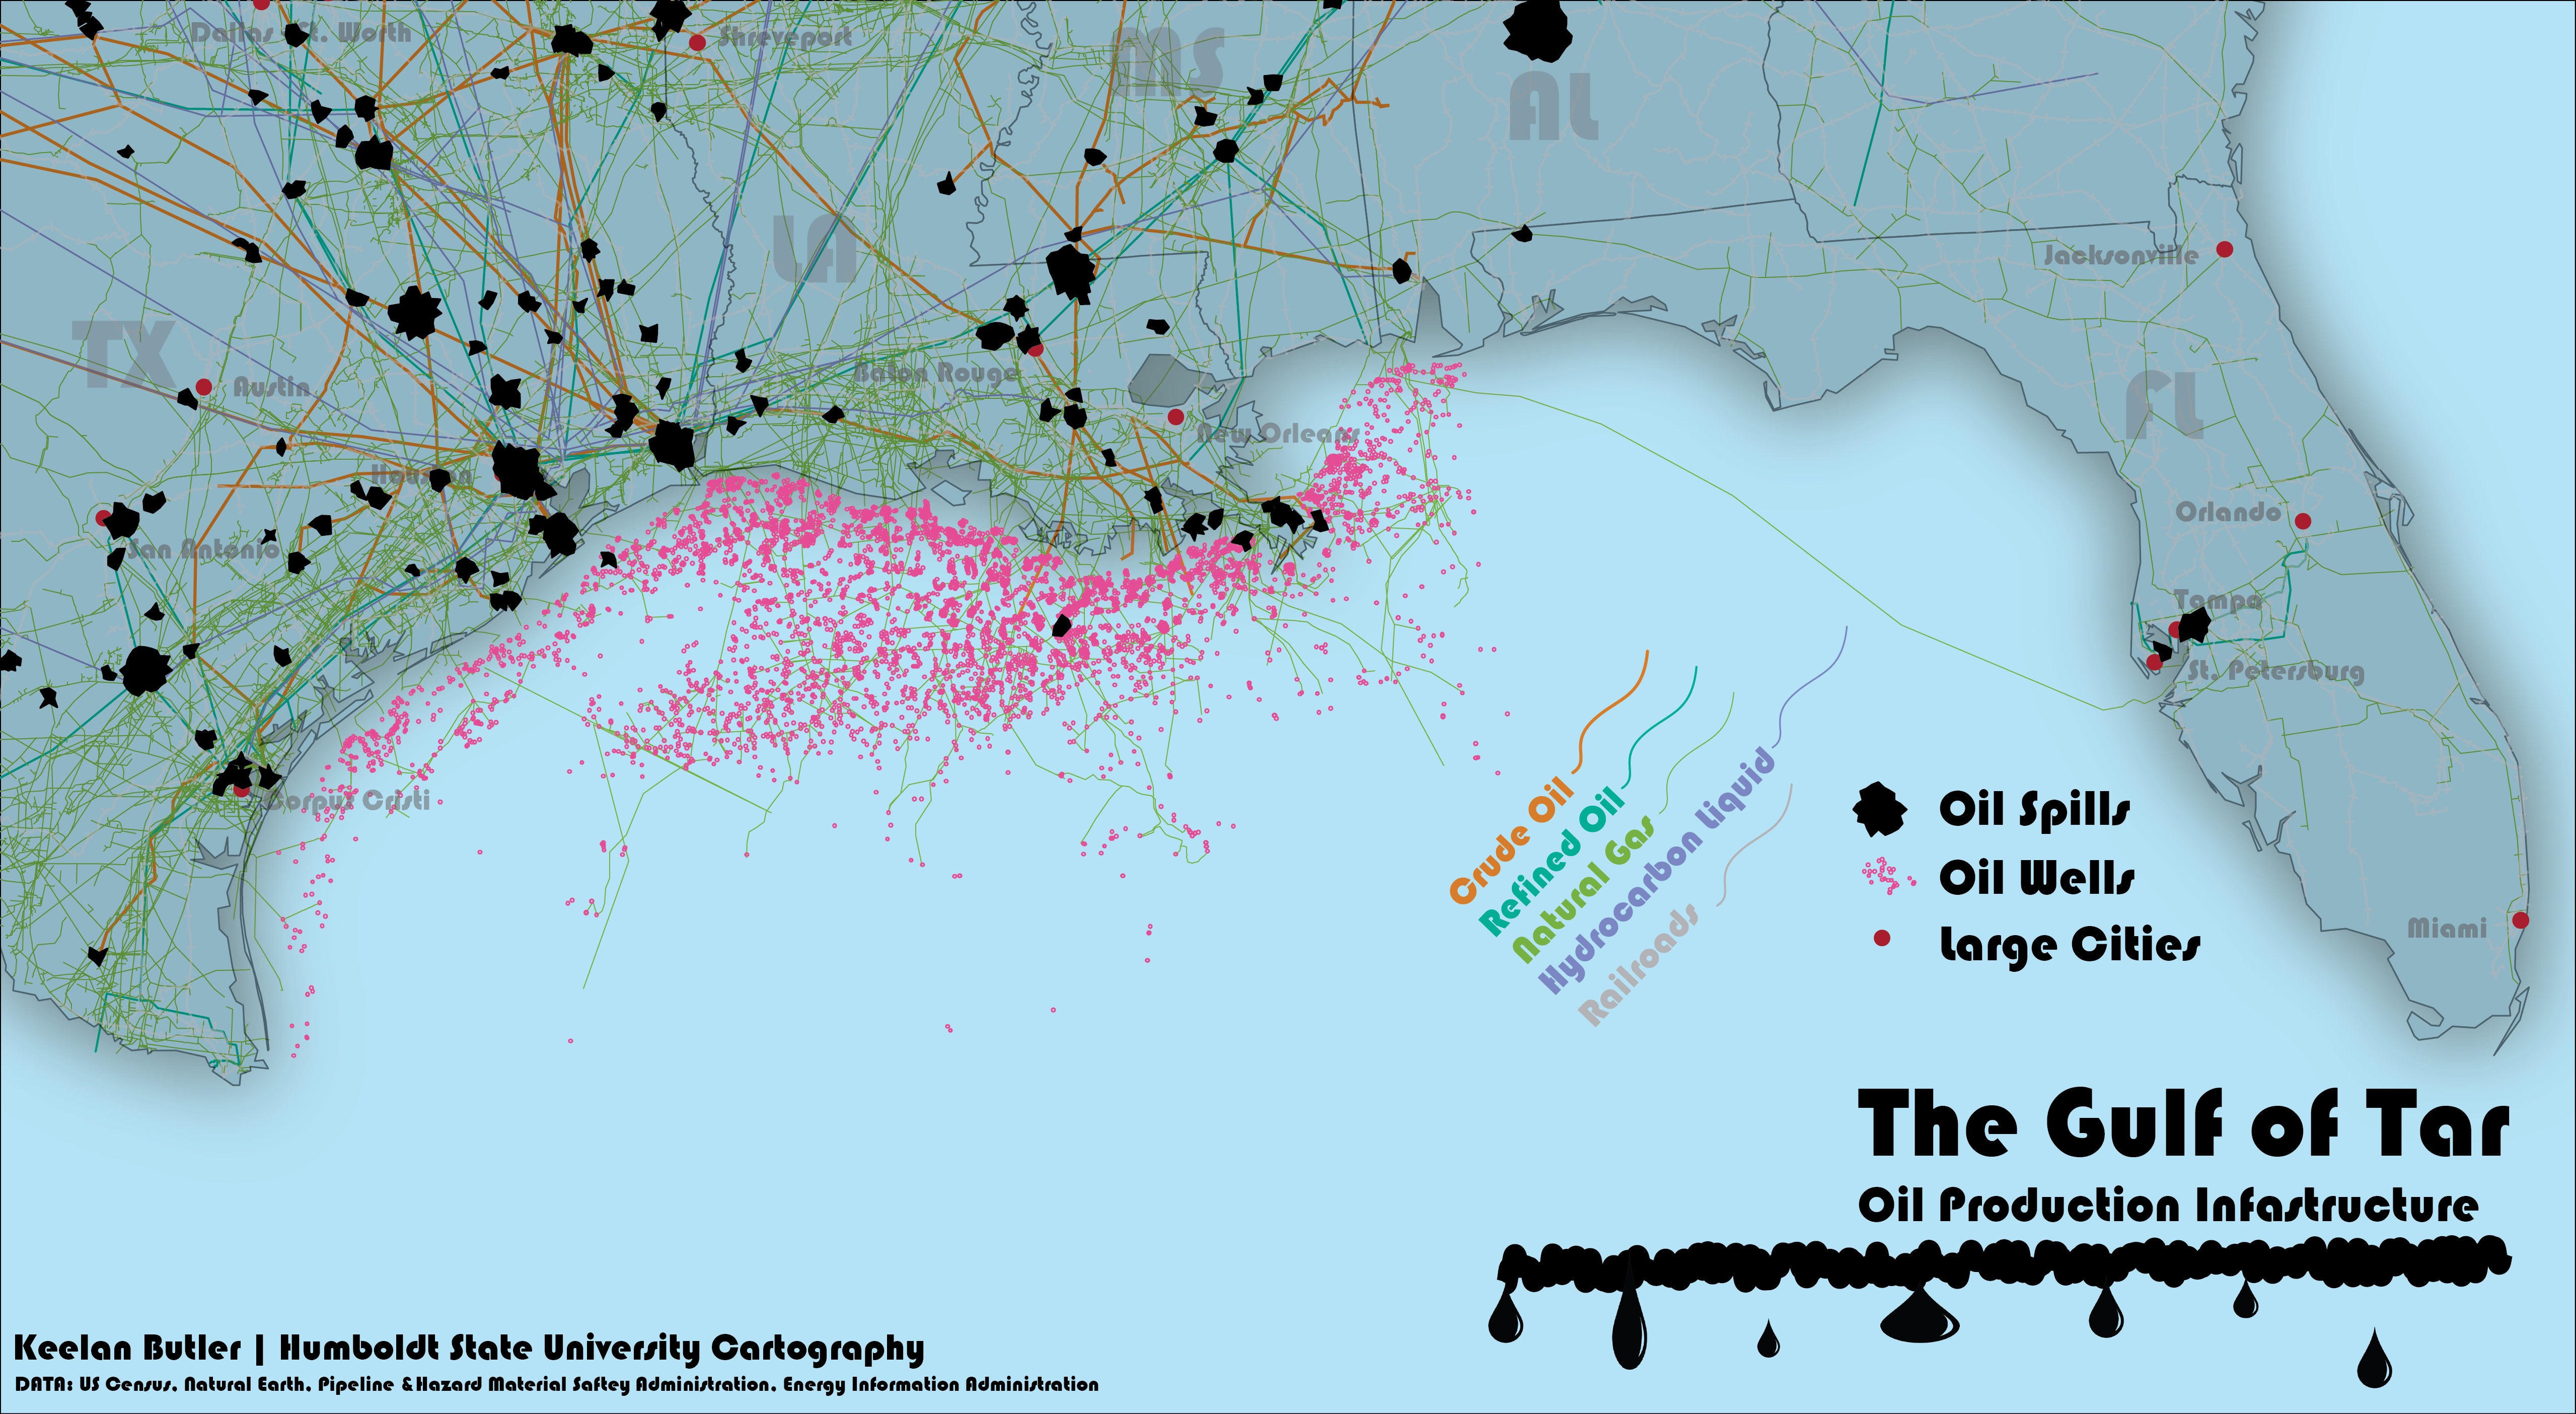 Dallas Ft. Worth
Shreveport
MS
AL
LA
TX
Jacksonville
Austin
Baton Rouge
FL
New Orleans
Houston
Orlando
San Antonio
Tampa
St. Petersburg
Corpus Cristi
Miami
Crude Oil
Refined Oil
Natural Gas
Hydrocarbon Liquid
Railroads
Oil Spills
Oil Wells
Large Cities
The Gulf of Tar
Oil Production Infastructure
Keelan Butler | Humboldt State University Cartography
DATA: US Census, Natural Earth, Pipeline & Hazard Material Saftey Administration, Energy Information Administration